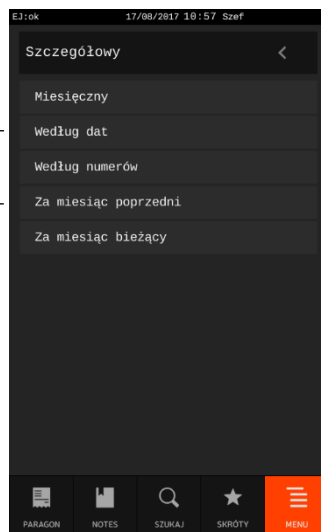 EJ:ok 17/08/2017 10:57 Szef
Szczegółowy
Miesięczny
Według dat
Według numerów
Za miesiąc poprzedni
Za miesiąc bieżący
PARAGON NOTES SZUKAJ SKRÓTY MENU